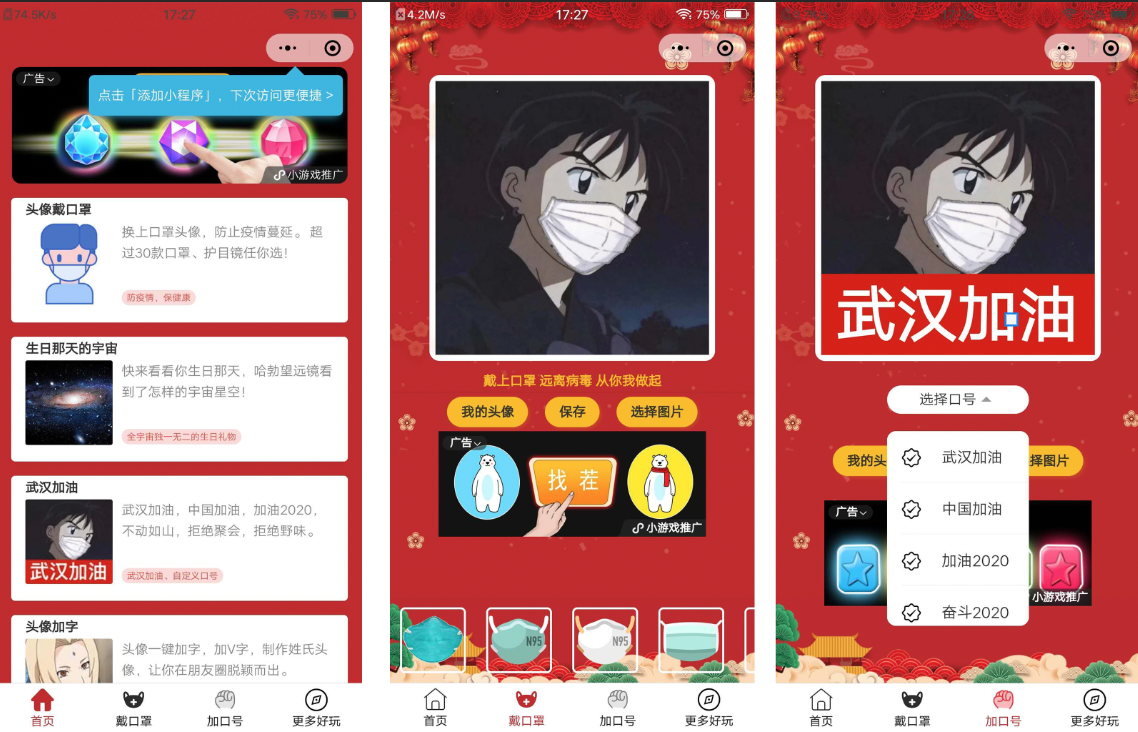 74.5K/s 17:27 75%
广告
点击「添加小程序」，下次访问更便捷 >
小游戏推广
头像戴口罩
换上口罩头像，防止疫情蔓延。 超
过30款口罩、护目镜任你选！
防疫情，保健康
生日那天的宇宙
快来看看你生日那天，哈勃望远镜看
到了怎样的宇宙星空！
全宇宙独一无二的生日礼物
武汉加油
武汉加油，中国加油，加油2020，
不动如山，拒绝聚会，拒绝野味。
武汉加油
武汉加油、自定义口号
头像加字
头像一键加字，加V字，制作姓氏头
像，让你在朋友圈脱颖而出。
首页 戴口罩 加口号 更多好玩
4.2M/s 17:27 75%
戴上口罩 远离病毒 从你我做起
我的头像 保存 选择图片
广告
找 茬
小游戏推广
N95 N95
首页 戴口罩 加口号 更多好玩
武汉加油
选择口号
我的头 择图片
武汉加油
中国加油
加油2020
奋斗2020
广告
小游戏推广
首页 戴口罩 加口号 更多好玩